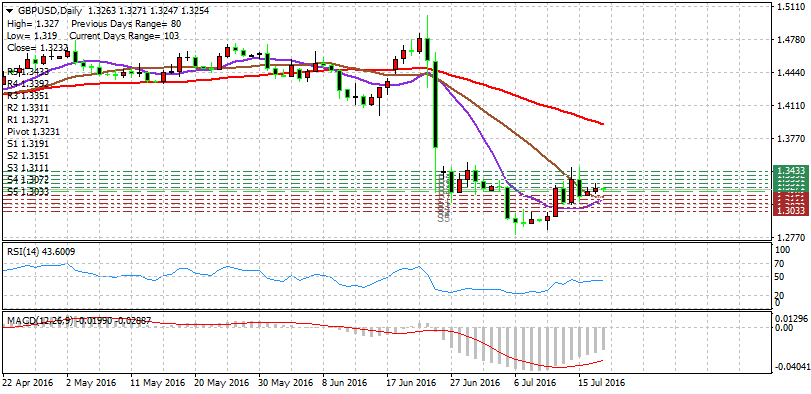 GBPUSD,Daily 1.3263 1.3271 1.3247 1.3254
High= 1.327 Previous Days Range= 80
Low= 1.319 Current Days Range= 103
Close= 1.3232
R5 1.3433
R4 1.3392
R3 1.3351
R2 1.3311
R1 1.3271
Pivot 1.3231
S1 1.3191
S2 1.3151
S3 1.3111
S4 1.3072
S5 1.3033
1.5110
1.4780
1.4440
1.4110
1.3770
1.3433
1.3033
1.2770
RSI(14) 43.6009
100
70
50
20
0
MACD(12,26,9) -0.01990 -0.02887
0.01296
0.00
-0.04041
22 Apr 2016 2 May 2016 11 May 2016 20 May 2016 30 May 2016 8 Jun 2016 17 Jun 2016 27 Jun 2016 6 Jul 2016 15 Jul 2016